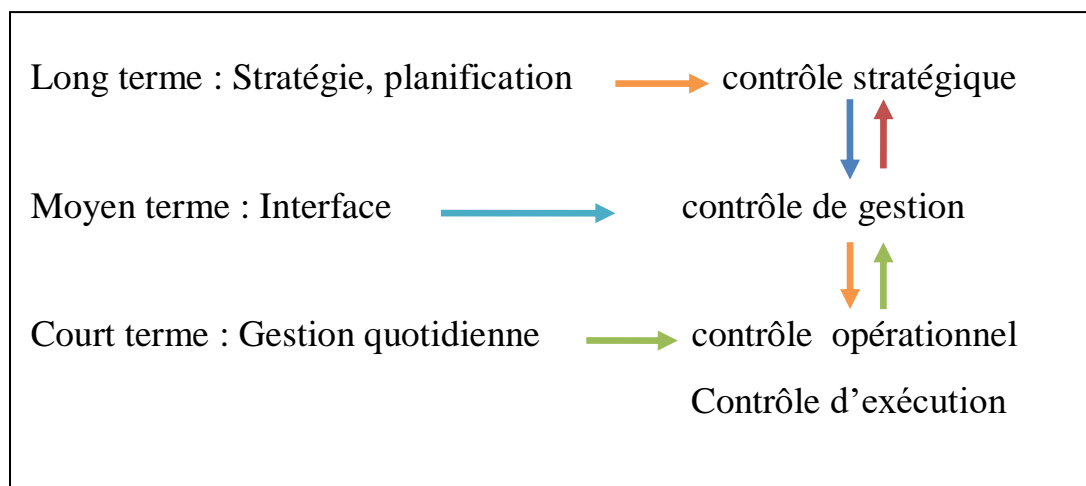 Long terme : Stratégie, planification contrôle stratégique
Moyen terme : Interface contrôle de gestion
Court terme : Gestion quotidienne contrôle opérationnel
Contrôle d’exécution